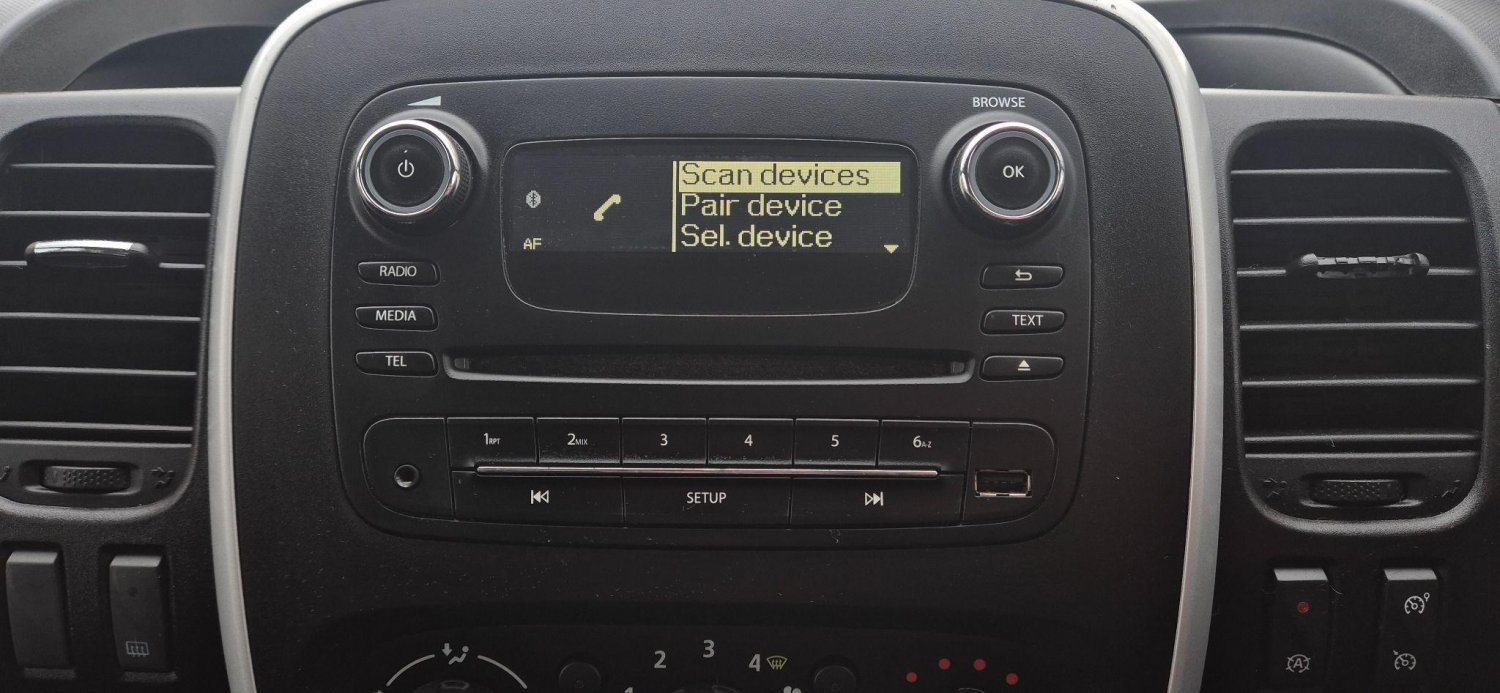 BROWSE
OK
Scan devices
Pair device
Sel. device
AF
RADIO
MEDIA
TEXT
TEL
1RPT 2MIX 3 4 5 6A-Z
SETUP
2 3 4
A